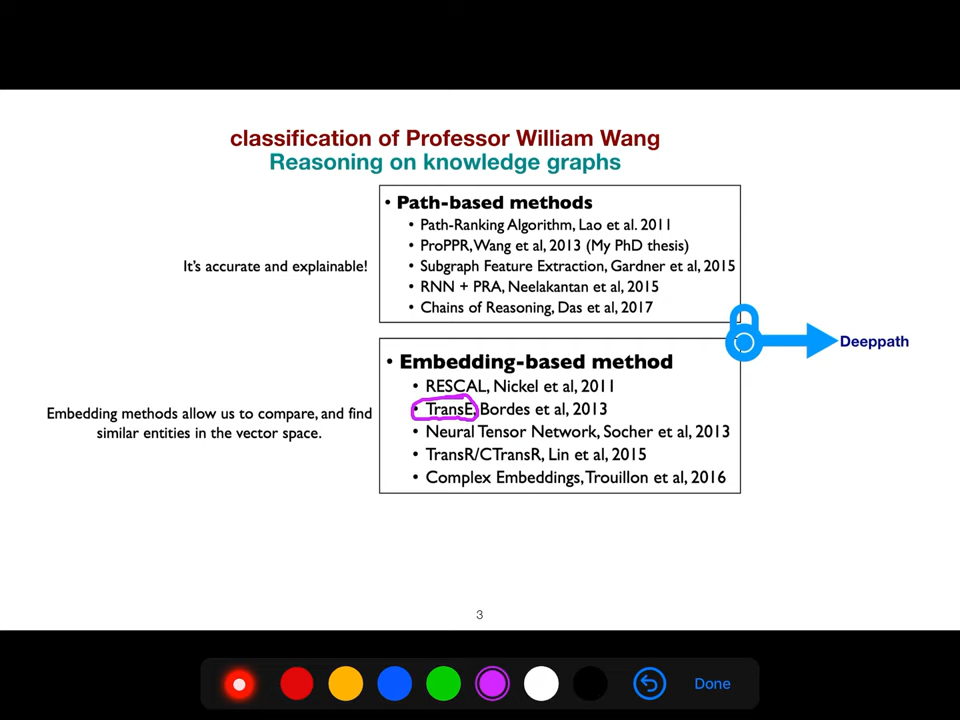 classification of Professor William Wang
Reasoning on knowledge graphs
• Path-based methods
• Path-Ranking Algorithm, Lao et al. 2011
• ProPPR, Wang et al, 2013 (My PhD thesis)
It's accurate and explainable!
• Subgraph Feature Extraction, Gardner et al, 2015
• RNN + PRA, Neelakantan et al, 2015
• Chains of Reasoning, Das et al, 2017
Deeppath
• Embedding-based method
• RESCAL, Nickel et al, 2011
• TransE, Bordes et al, 2013
Embedding methods allow us to compare, and find
similar entities in the vector space.
• Neural Tensor Network, Socher et al, 2013
• TransR/CTransR, Lin et al, 2015
• Complex Embeddings, Trouillon et al, 2016
3
Done